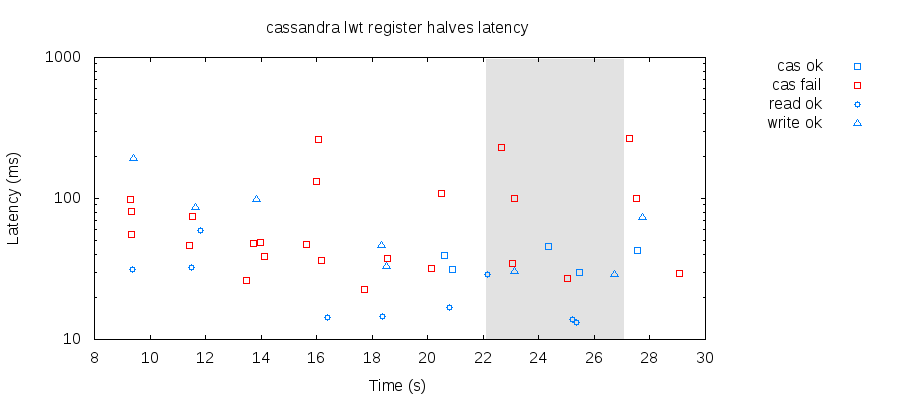 cassandra lwt register halves latency
1000
100
10
Latency (ms)
8 10 12 14 16 18 20 22 24 26 28 30
Time (s)
cas ok
cas fail
read ok
write ok